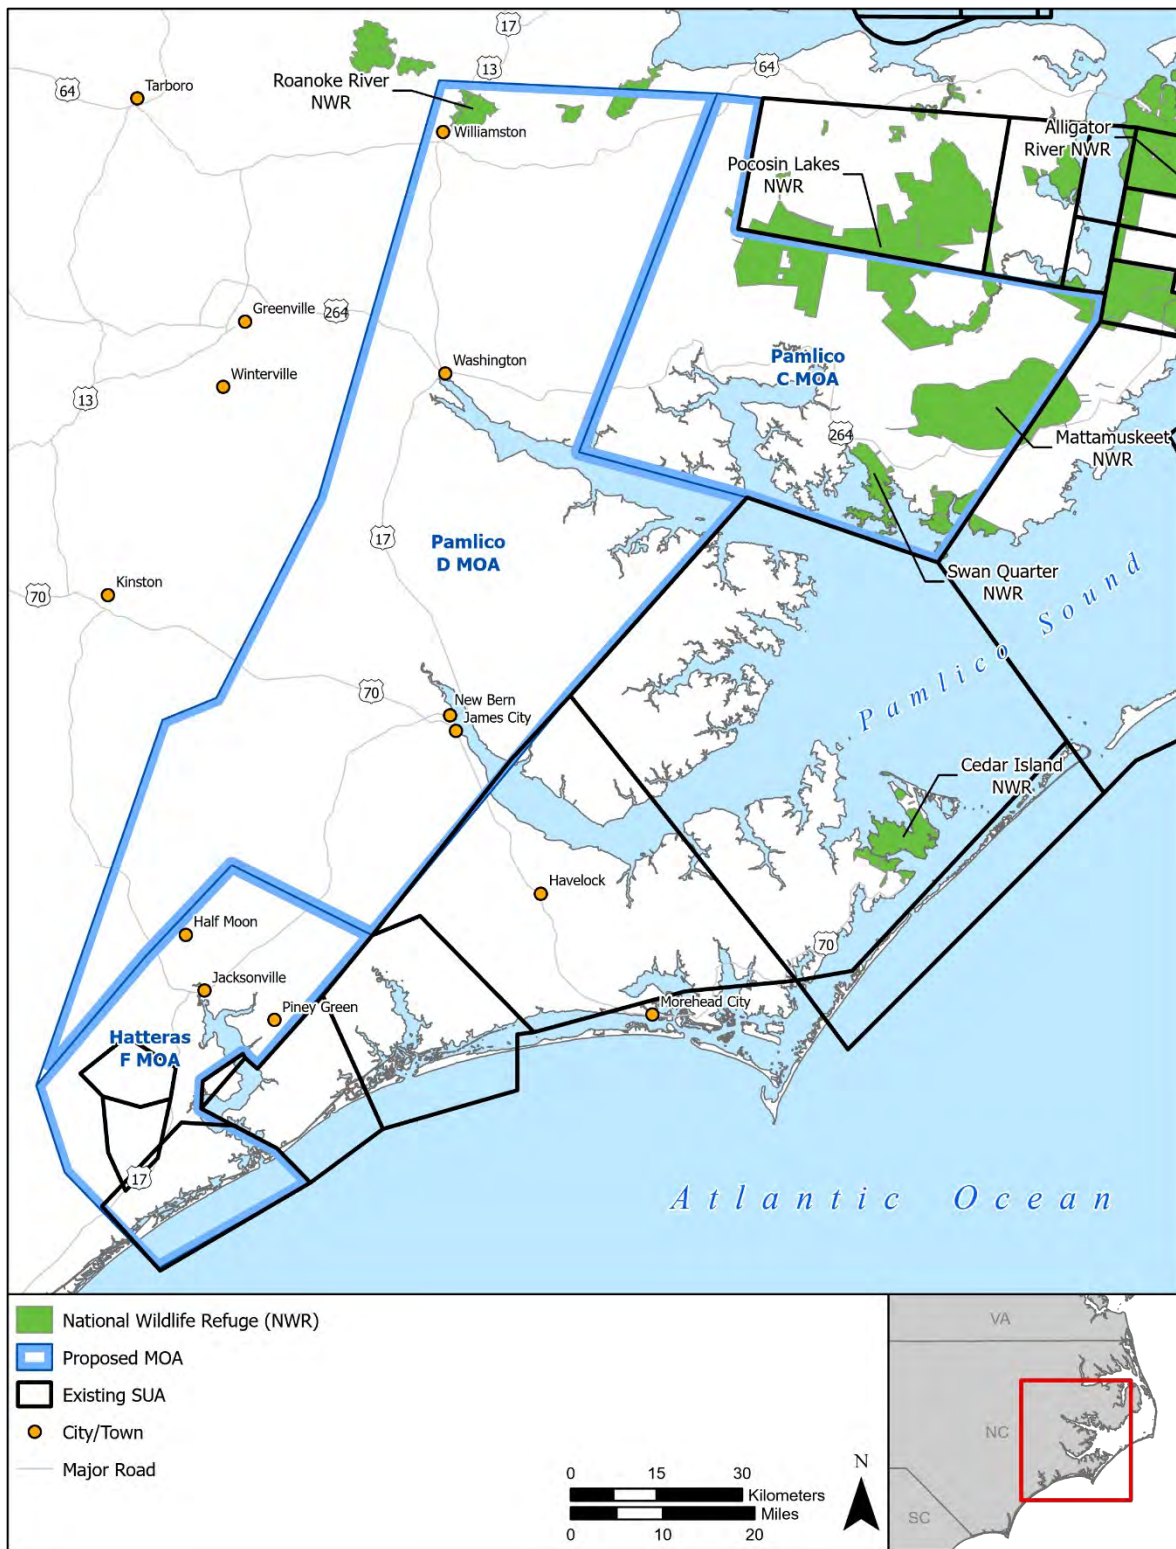 17
13
64
64
Tarboro
Roanoke River
NWR
Williamston
Alligator
River NWR
Pocosin Lakes
NWR
Greenville
264
Winterville
13
Washington
Pamlico
C MOA
264
Mattamuskeet
NWR
17
Pamlico
D MOA
Swan Quarter
NWR
Kinston
70
Pamlico Sound
70
New Bern
James City
Cedar Island
NWR
Havelock
Half Moon
70
Jacksonville
Piney Green
Morehead City
Hatteras
F MOA
17
Atlantic Ocean
National Wildlife Refuge (NWR)
Proposed MOA
Existing SUA
City/Town
Major Road
0 15 30
Kilometers
Miles
0 10 20
N
VA
NC
SC